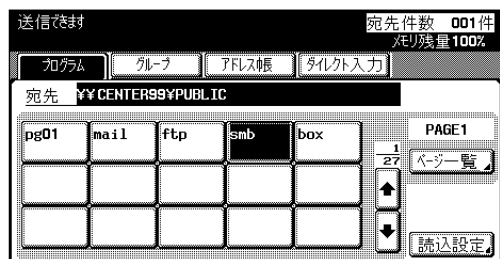 送信できます 宛先件数 001件
メモリ残量100%
プログラム グループ アドレス帳 ダイレクト入力
宛先 ¥¥CENTER99¥PUBLIC
pg01 mail ftp smb box
PAGE1
1
27
ページ一覧
読込設定